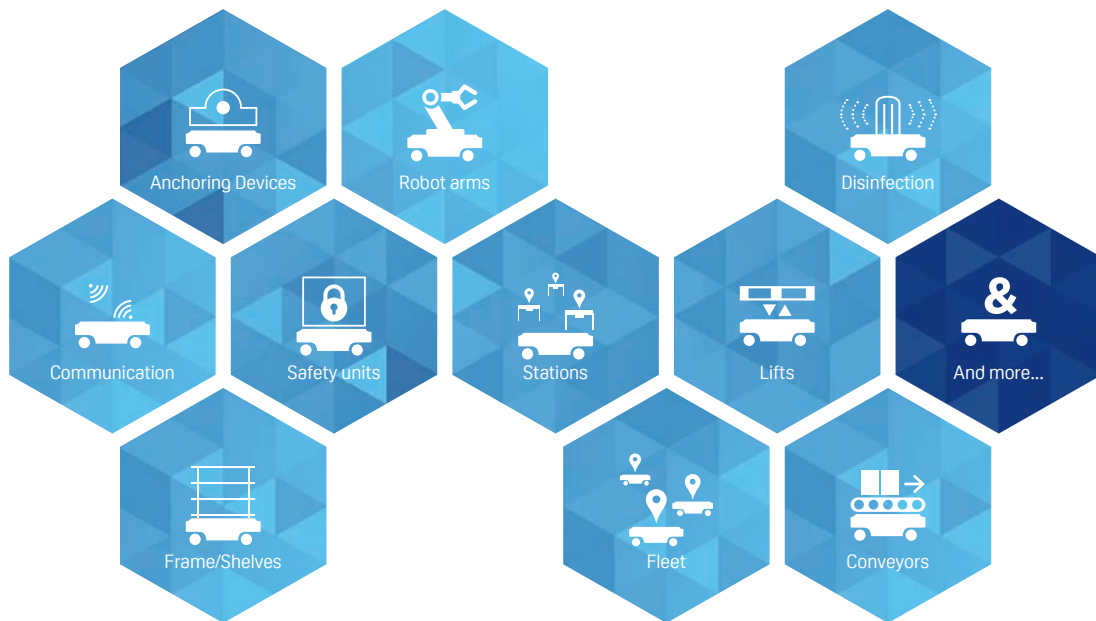 Anchoring Devices
Robot arms
Disinfection
Communication
Safety units
Stations
Lifts
&
And more...
Frame/Shelves
Fleet
Conveyors